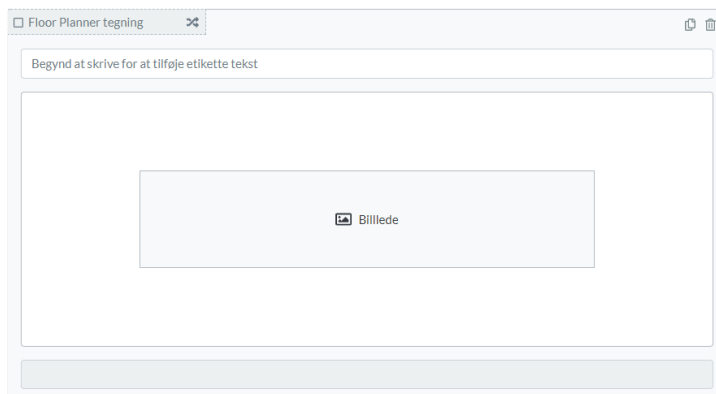 Floor Planner tegning
Begynd at skrive for at tilføje etikette tekst
Billlede